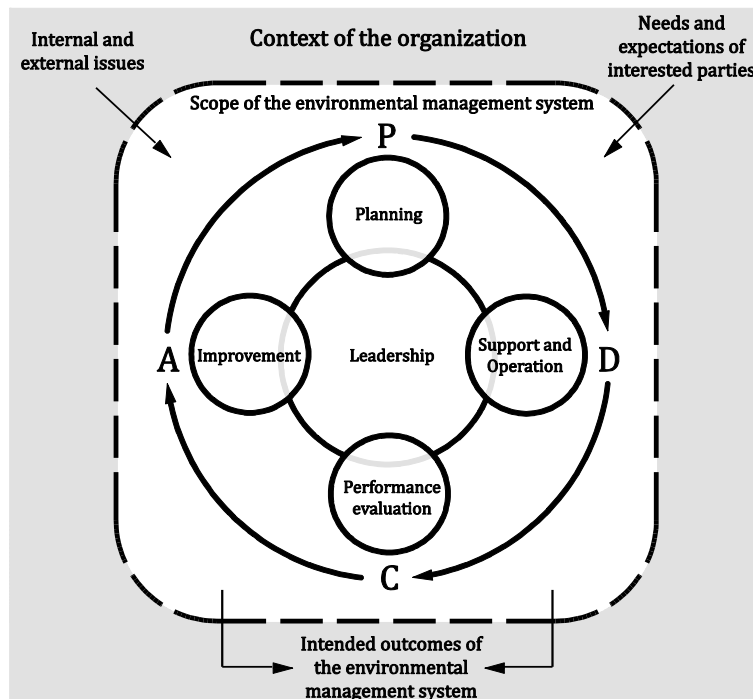 Internal and
external issues
Context of the organization
Needs and
expectations of
interested parties
Scope of the environmental management system
P
Planning
A
Improvement
Leadership
Support and
Operation
D
Performance
evaluation
C
Intended outcomes of
the environmental
management system